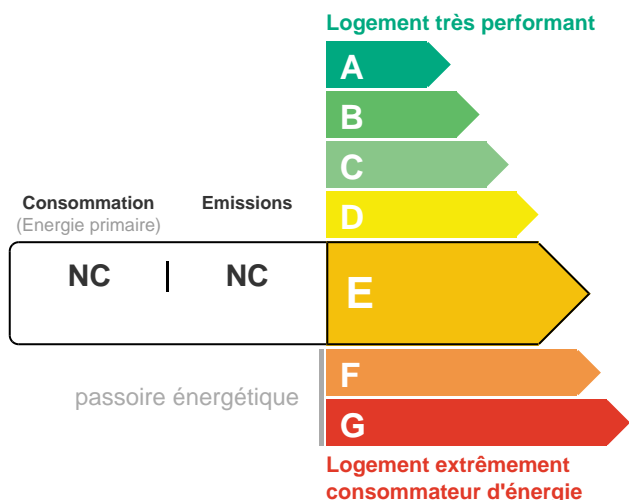 Logement très performant
A
B
C
Consommation Emissions
(Energie primaire)
D
NC | NC
E
passoire énergétique
F
G
Logement extrêmement
consommateur d'énergie